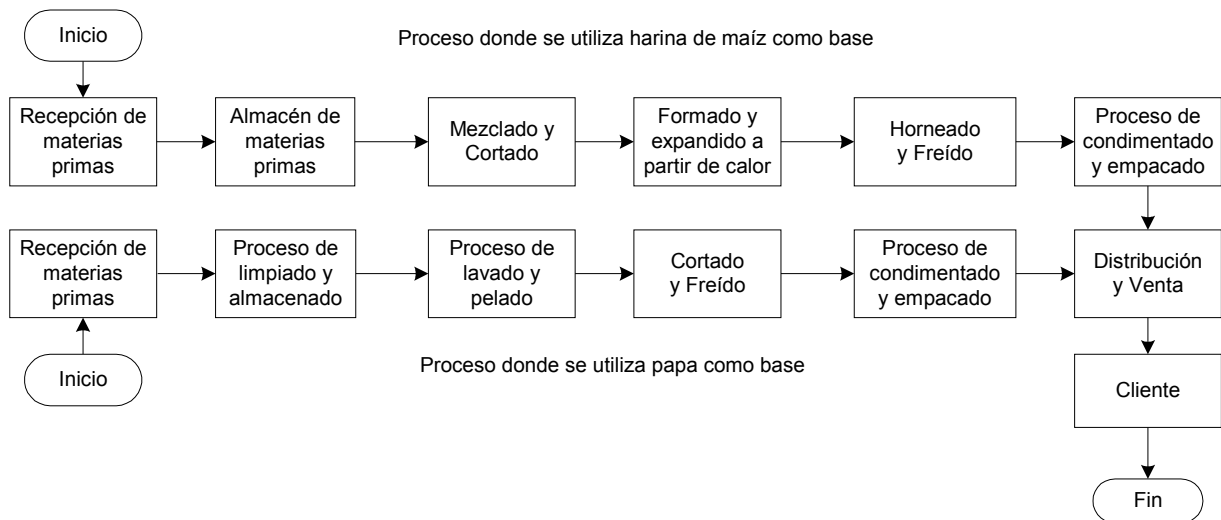 Inicio
Proceso donde se utiliza harina de maíz como base
Recepción de
materias
primas
Almacén de
materias
primas
Mezclado y
Cortado
Formado y
expandido a
partir de calor
Horneado
y Freído
Proceso de
condimentado
y empacado
Recepción de
materias
primas
Proceso de
limpiado y
almacenado
Proceso de
lavado y
pelado
Cortado
y Freído
Proceso de
condimentado
y empacado
Distribución
y Venta
Inicio
Proceso donde se utiliza papa como base
Cliente
Fin